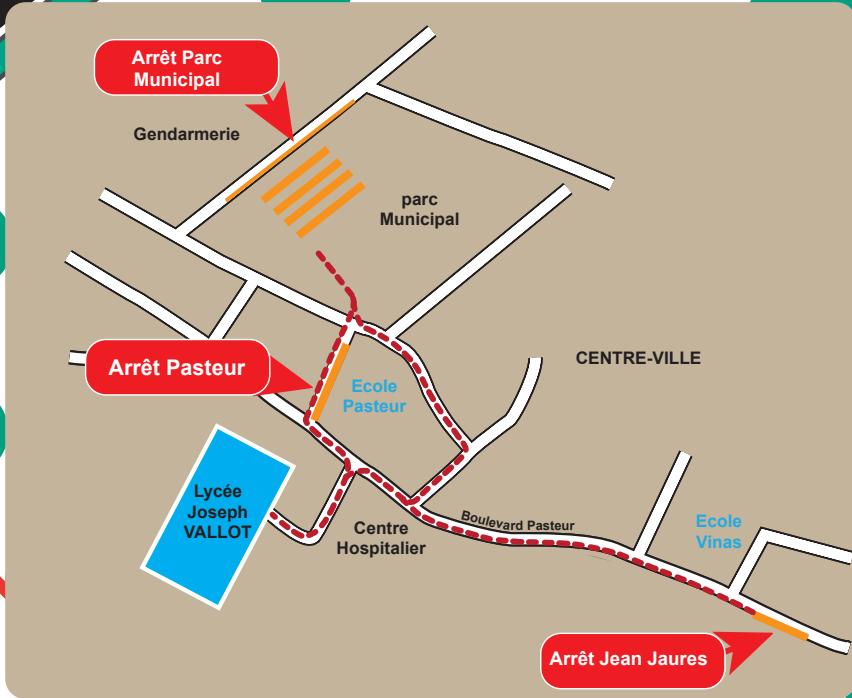 Arrêt Parc
Municipal
Gendarmerie
parc
Municipal
Arrêt Pasteur
CENTRE-VILLE
Ecole
Pasteur
Lycée
Joseph
VALLOT
Centre
Hospitalier
Boulevard Pasteur
Ecole
Vinas
Arrêt Jean Jaures